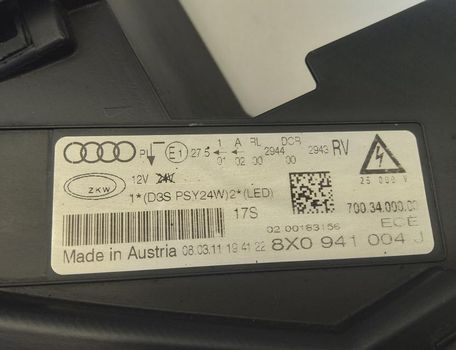 PL E1 27.5 1 A RL DCR RV
01 02 00 2944 00 2943
12V 24V
ZKW
1*(D3S PSY24W)2*(LED)
25 000 V
17S
700 34.000.00
02 00183156 ECE
Made in Austria 08.03.11 19 41:22 8X0 941 004 J